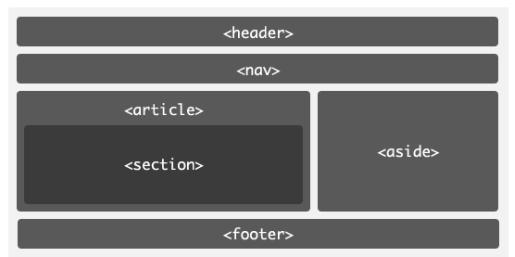 <header>
<nav>
<article>
<section>
<aside>
<footer>